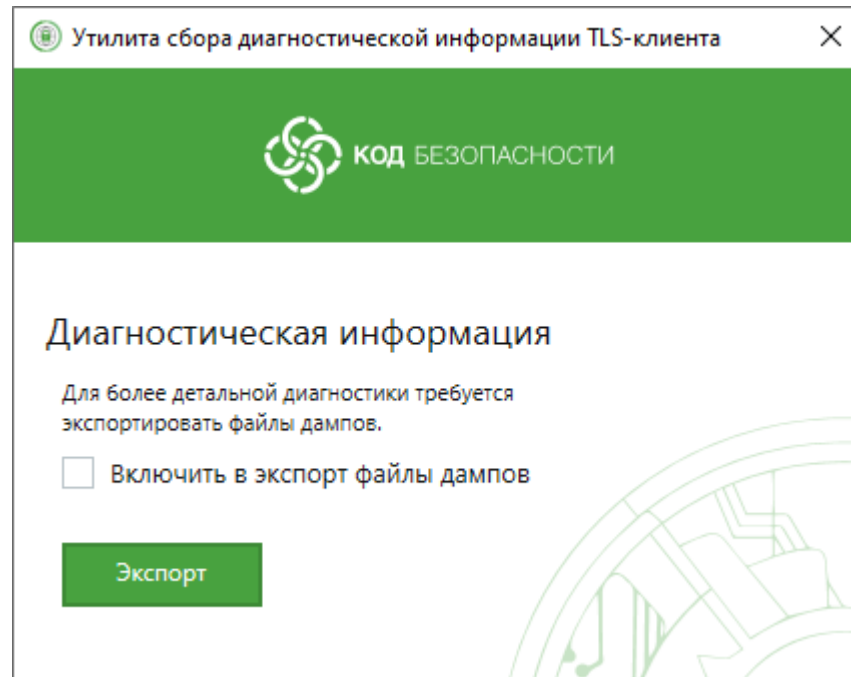 Утилита сбора диагностической информации TLS-клиента
КОД БЕЗОПАСНОСТИ
Диагностическая информация
Для более детальной диагностики требуется
экспортировать файлы дампов.
Включить в экспорт файлы дампов
Экспорт